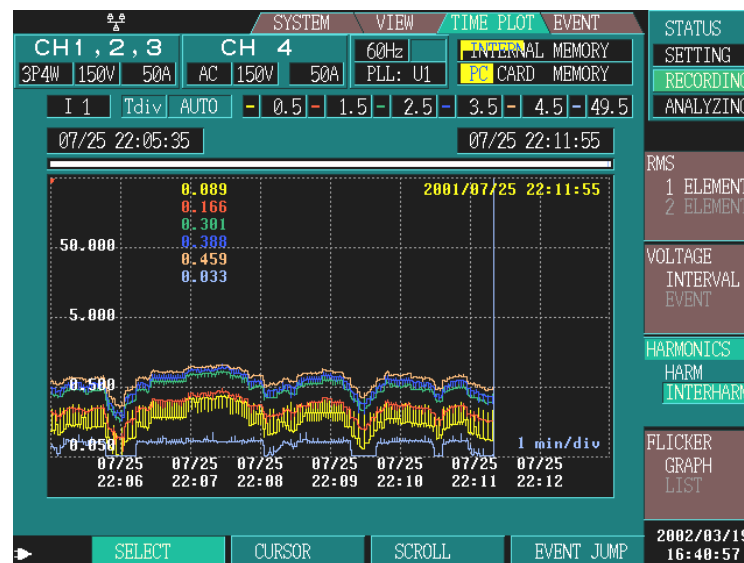 SYSTEM VIEW TIME PLOT EVENT
CH1,2,3 CH 4 60Hz INTERNAL MEMORY
3P4W 150V 50A AC 150V 50A PLL: U1 PC CARD MEMORY
I 1 Tdiv AUTO 0.5 1.5 2.5 3.5 4.5 49.5
07/25 22:05:35 07/25 22:11:55
0.089 2001/07/25 22:11:55
0.166
0.301
0.388
0.459
0.033
50.000
5.000
0.500
0.050
1 min/div
07/25 07/25 07/25 07/25 07/25 07/25 07/25
22:06 22:07 22:08 22:09 22:10 22:11 22:12
STATUS
SETTING
RECORDING
ANALYZING
RMS
1 ELEMENT
2 ELEMENT
VOLTAGE
INTERVAL
EVENT
HARMONICS
HARM
INTERHARM
FLICKER
GRAPH
LIST
SELECT CURSOR SCROLL EVENT JUMP
2002/03/19
16:40:57